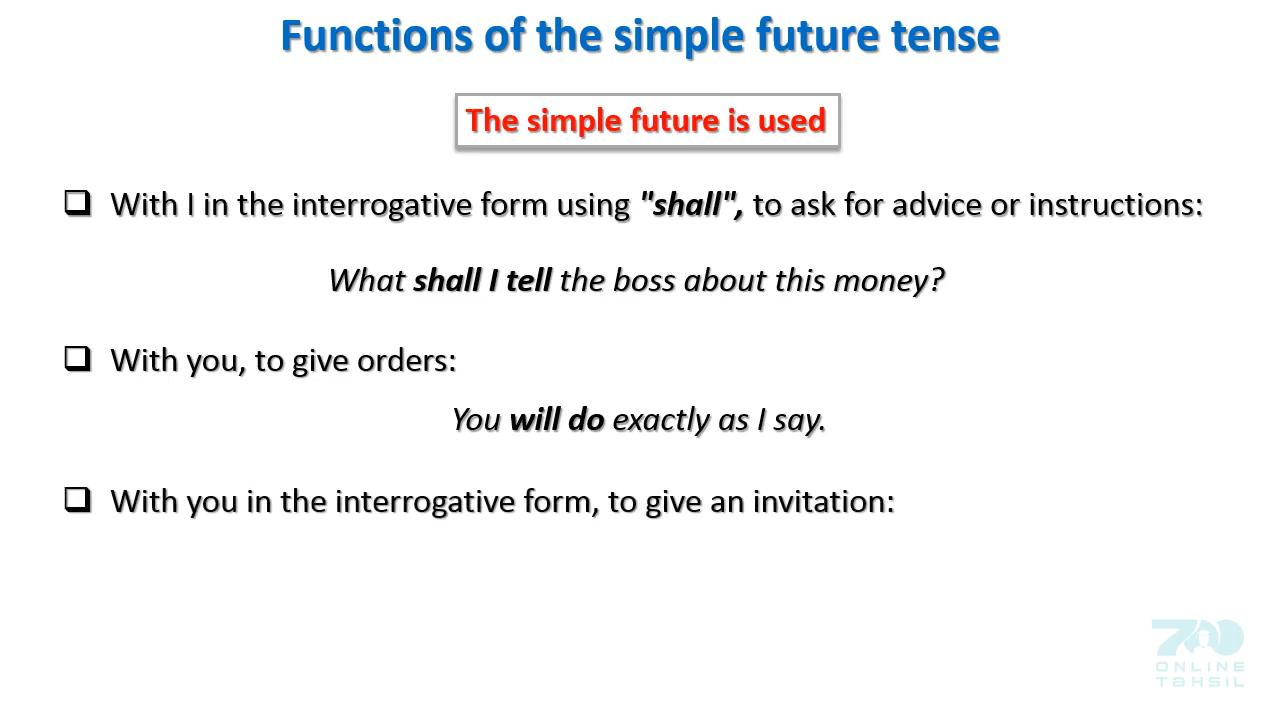 Functions of the simple future tense
The simple future is used
With I in the interrogative form using "shall", to ask for advice or instructions:
What shall I tell the boss about this money?
With you, to give orders:
You will do exactly as I say.
With you in the interrogative form, to give an invitation:
700
ONLINE
TaHSIL